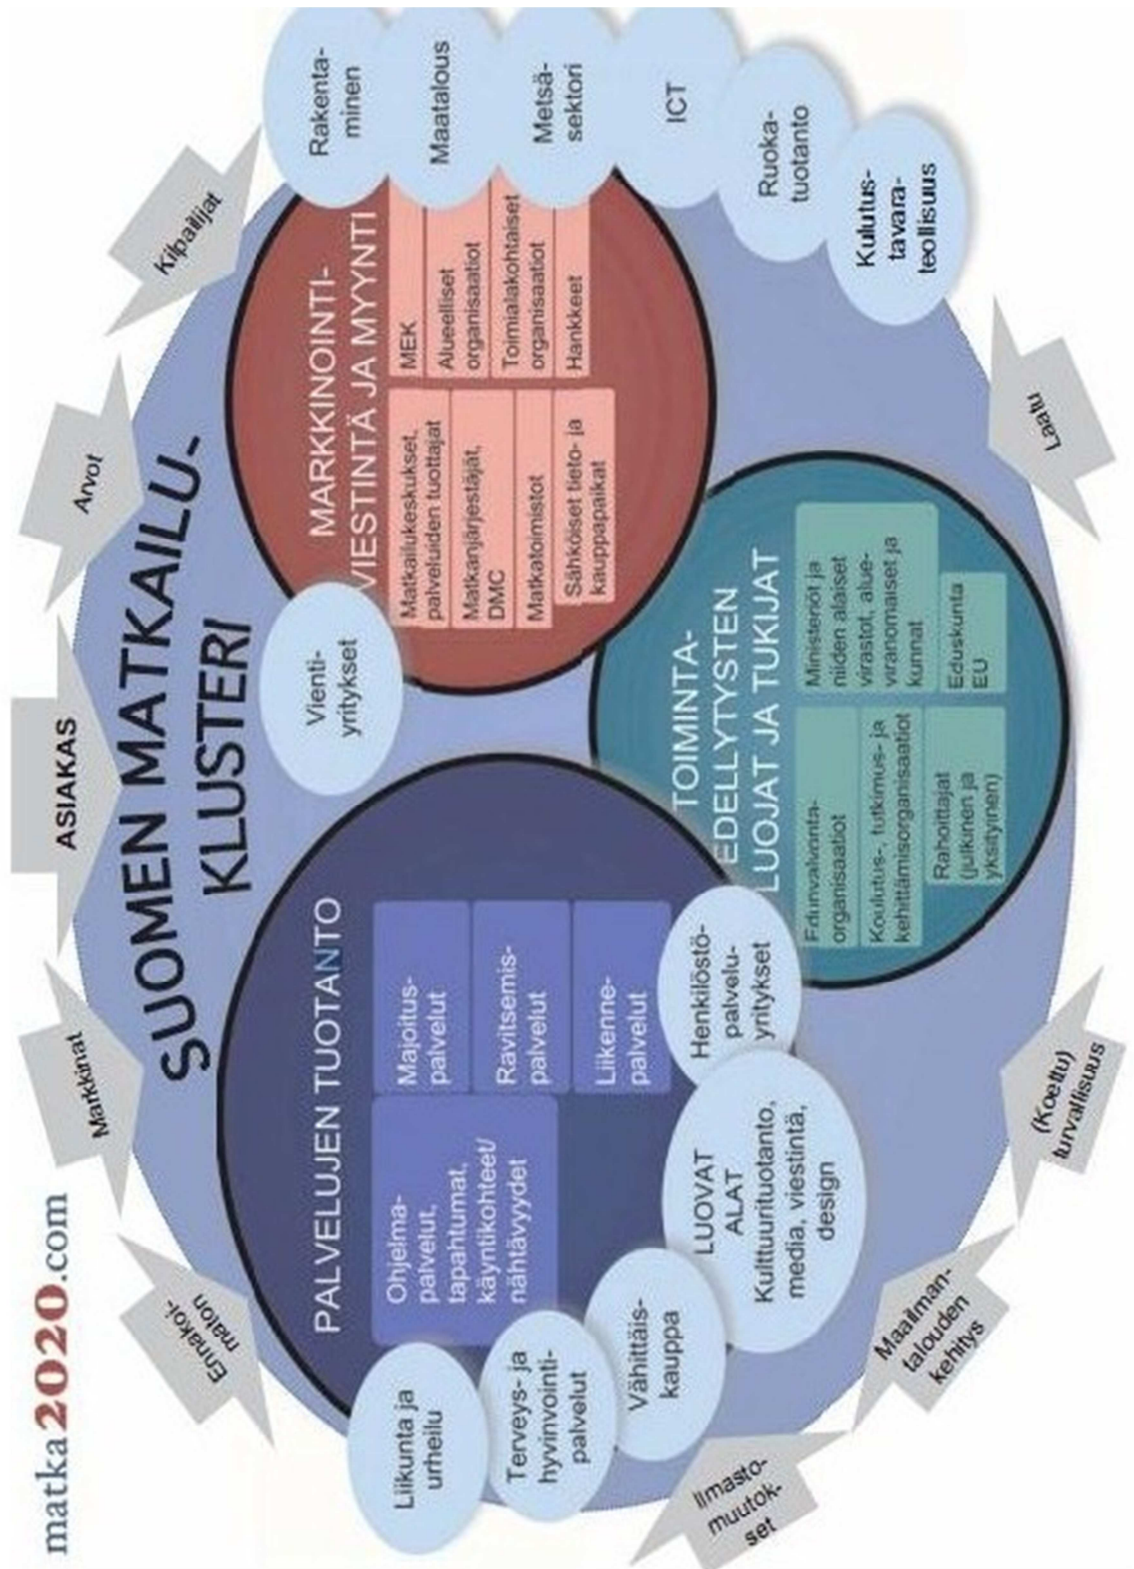 matka2020.com
SUOMEN MATKAILU-
KLUSTERI
Ennakoi-
maton
Markkinat
ASIAKAS
Arvot
Kilpailijat
PALVELUJEN TUOTANTO
Ohjelma-
palvelut,
tapahtumat,
käyntikohteet/
nähtävyydet
Majoitus-
palvelut
Ravitsemis-
palvelut
Liikenne-
palvelut
Vienti-
yritykset
MARKKINOINTI-
VIESTINTÄ JA MYYNTI
Matkailukeskukset,
palveluiden tuottajat
Matkanjärjestäjät,
DMC
Matkatoimistot
Sähköiset tieto- ja
kauppapaikat
MEK
Alueelliset
organisaatiot
Toimialakohtaiset
organisaatiot
Hankkeet
Rakenta-
minen
Maatalous
Metsä-
sektori
ICT
Ruoka-
tuotanto
Kulutus-
tavara-
teollisuus
Liikunta ja
urheilu
Terveys- ja
hyvinvointi-
palvelut
Vähittäis-
kauppa
LUOVAT
ALAT
Kulttuurituotanto,
media, viestintä,
design
Henkilöstö-
palvelu-
yritykset
TOIMINTA-
EDELLYTYSTEN
LUOJAT JA TUKIJAT
Edunvalvonta-
organisaatiot
Koulutus-, tutkimus- ja
kehittämisorganisaatiot
Rahoittajat
(julkinen ja
yksityinen)
Ministeriöt ja
niiden alaiset
virastot, alue-
viranomaiset ja
kunnat
Eduskunta
EU
Ilmasto-
muutok-
set
Maailman-
talouden
kehitys
(Koettu)
turvallisuus
Laatu